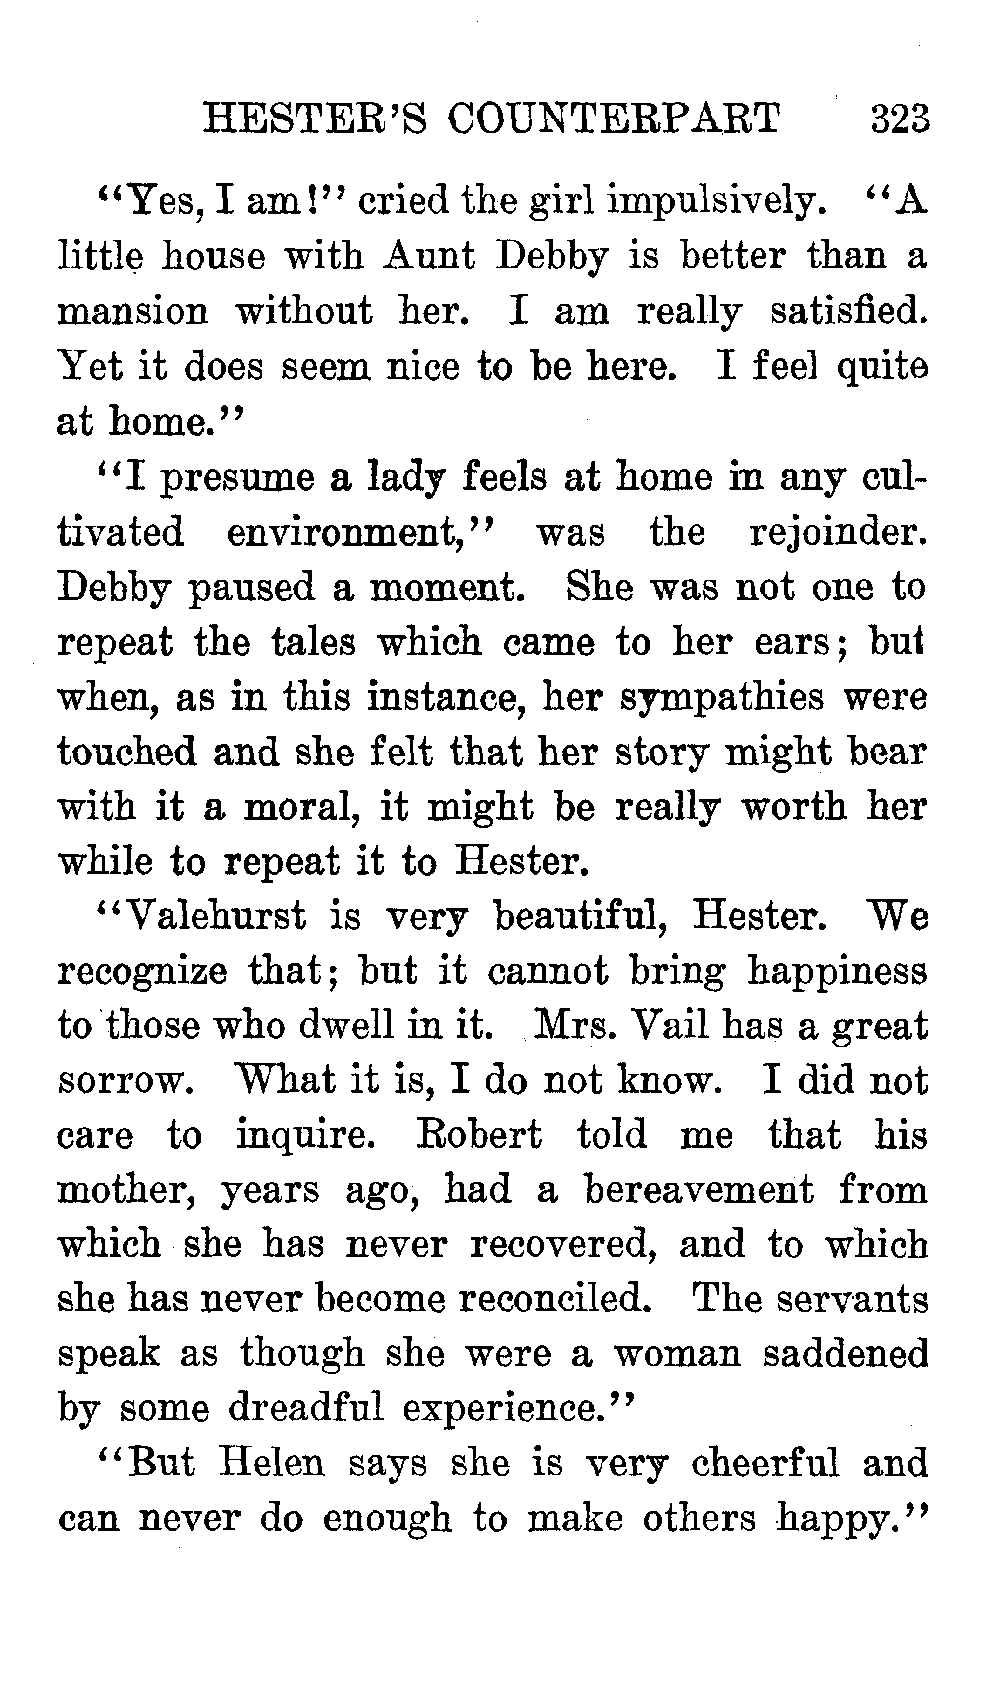 HESTER'S COUNTERPART 323
"Yes, I am!" cried the girl impulsively. "A
little house with Aunt Debby is better than a
mansion without her. I am really satisfied.
Yet it does seem nice to be here. I feel quite
at home."
"I presume a lady feels at home in any cul-
tivated environment," was the rejoinder.
Debby paused a moment. She was not one to
repeat the tales which came to her ears; but
when, as in this instance, her sympathies were
touched and she felt that her story might bear
with it a moral, it might be really worth her
while to repeat it to Hester.
"Valehurst is very beautiful, Hester. We
recognize that; but it cannot bring happiness
to those who dwell in it. Mrs. Vail has a great
sorrow. What it is, I do not know. I did not
care to inquire. Robert told me that his
mother, years ago, had a bereavement from
which she has never recovered, and to which
she has never become reconciled. The servants
speak as though she were a woman saddened
by some dreadful experience."
"But Helen says she is very cheerful and
can never do enough to make others happy."